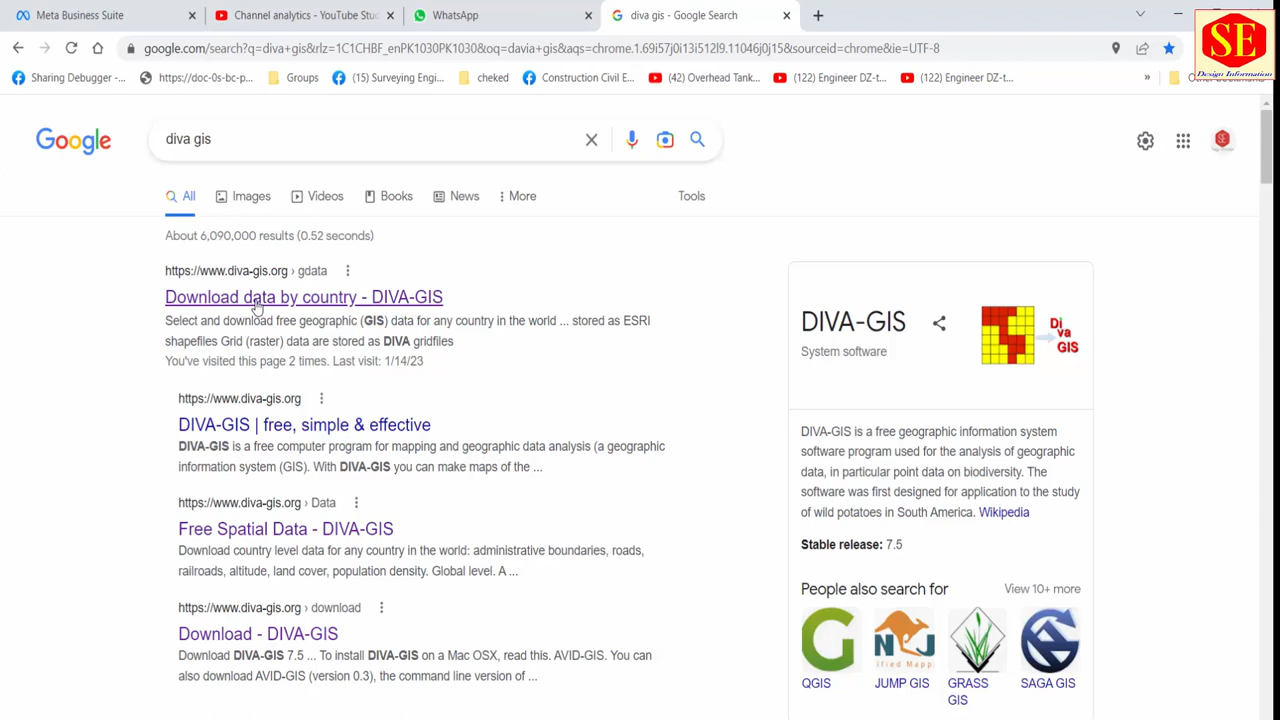 Meta Business Suite
Channel analytics - YouTube Stu
WhatsApp
diva gis - Google Search
google.com/search?q=diva+gis&rlz=1C1CHBF_enPK1030PK1030&oq=davia+gis&aqs=chrome.1.69i57j0i13i512l9.11046j0j15&sourceid=chrome&ie=UTF-8
SE
Design Information
Sharing Debugger -...
https://doc-0s-bc-p...
Groups
(15) Surveying Engi...
cheked
Construction Civil E...
(42) Overhead Tank...
(122) Engineer DZ-t...
(122) Engineer DZ-t...
»
Google
diva gis
All
Images
Videos
Books
News
More
Tools
About 6,090,000 results (0.52 seconds)
https://www.diva-gis.org › gdata
Download data by country - DIVA-GIS
Select and download free geographic (GIS) data for any country in the world ... stored as ESRI
shapefiles Grid (raster) data are stored as DIVA gridfiles
You've visited this page 2 times. Last visit: 1/14/23
https://www.diva-gis.org
DIVA-GIS | free, simple & effective
DIVA-GIS is a free computer program for mapping and geographic data analysis (a geographic
information system (GIS). With DIVA-GIS you can make maps of the ...
https://www.diva-gis.org › Data
Free Spatial Data - DIVA-GIS
Download country level data for any country in the world: administrative boundaries, roads,
railroads, altitude, land cover, population density. Global level. A ...
https://www.diva-gis.org › download
Download - DIVA-GIS
Download DIVA-GIS 7.5 ... To install DIVA-GIS on a Mac OSX, read this. AVID-GIS. You can
also download AVID-GIS (version 0.3), the command line version of ...
DIVA-GIS
System software
Di
va
GIS
DIVA-GIS is a free geographic information system
software program used for the analysis of geographic
data, in particular point data on biodiversity. The
software was first designed for application to the study
of wild potatoes in South America. Wikipedia
Stable release: 7.5
People also search for
View 10+ more
QGIS
JUMP GIS
GRASS
GIS
SAGA GIS